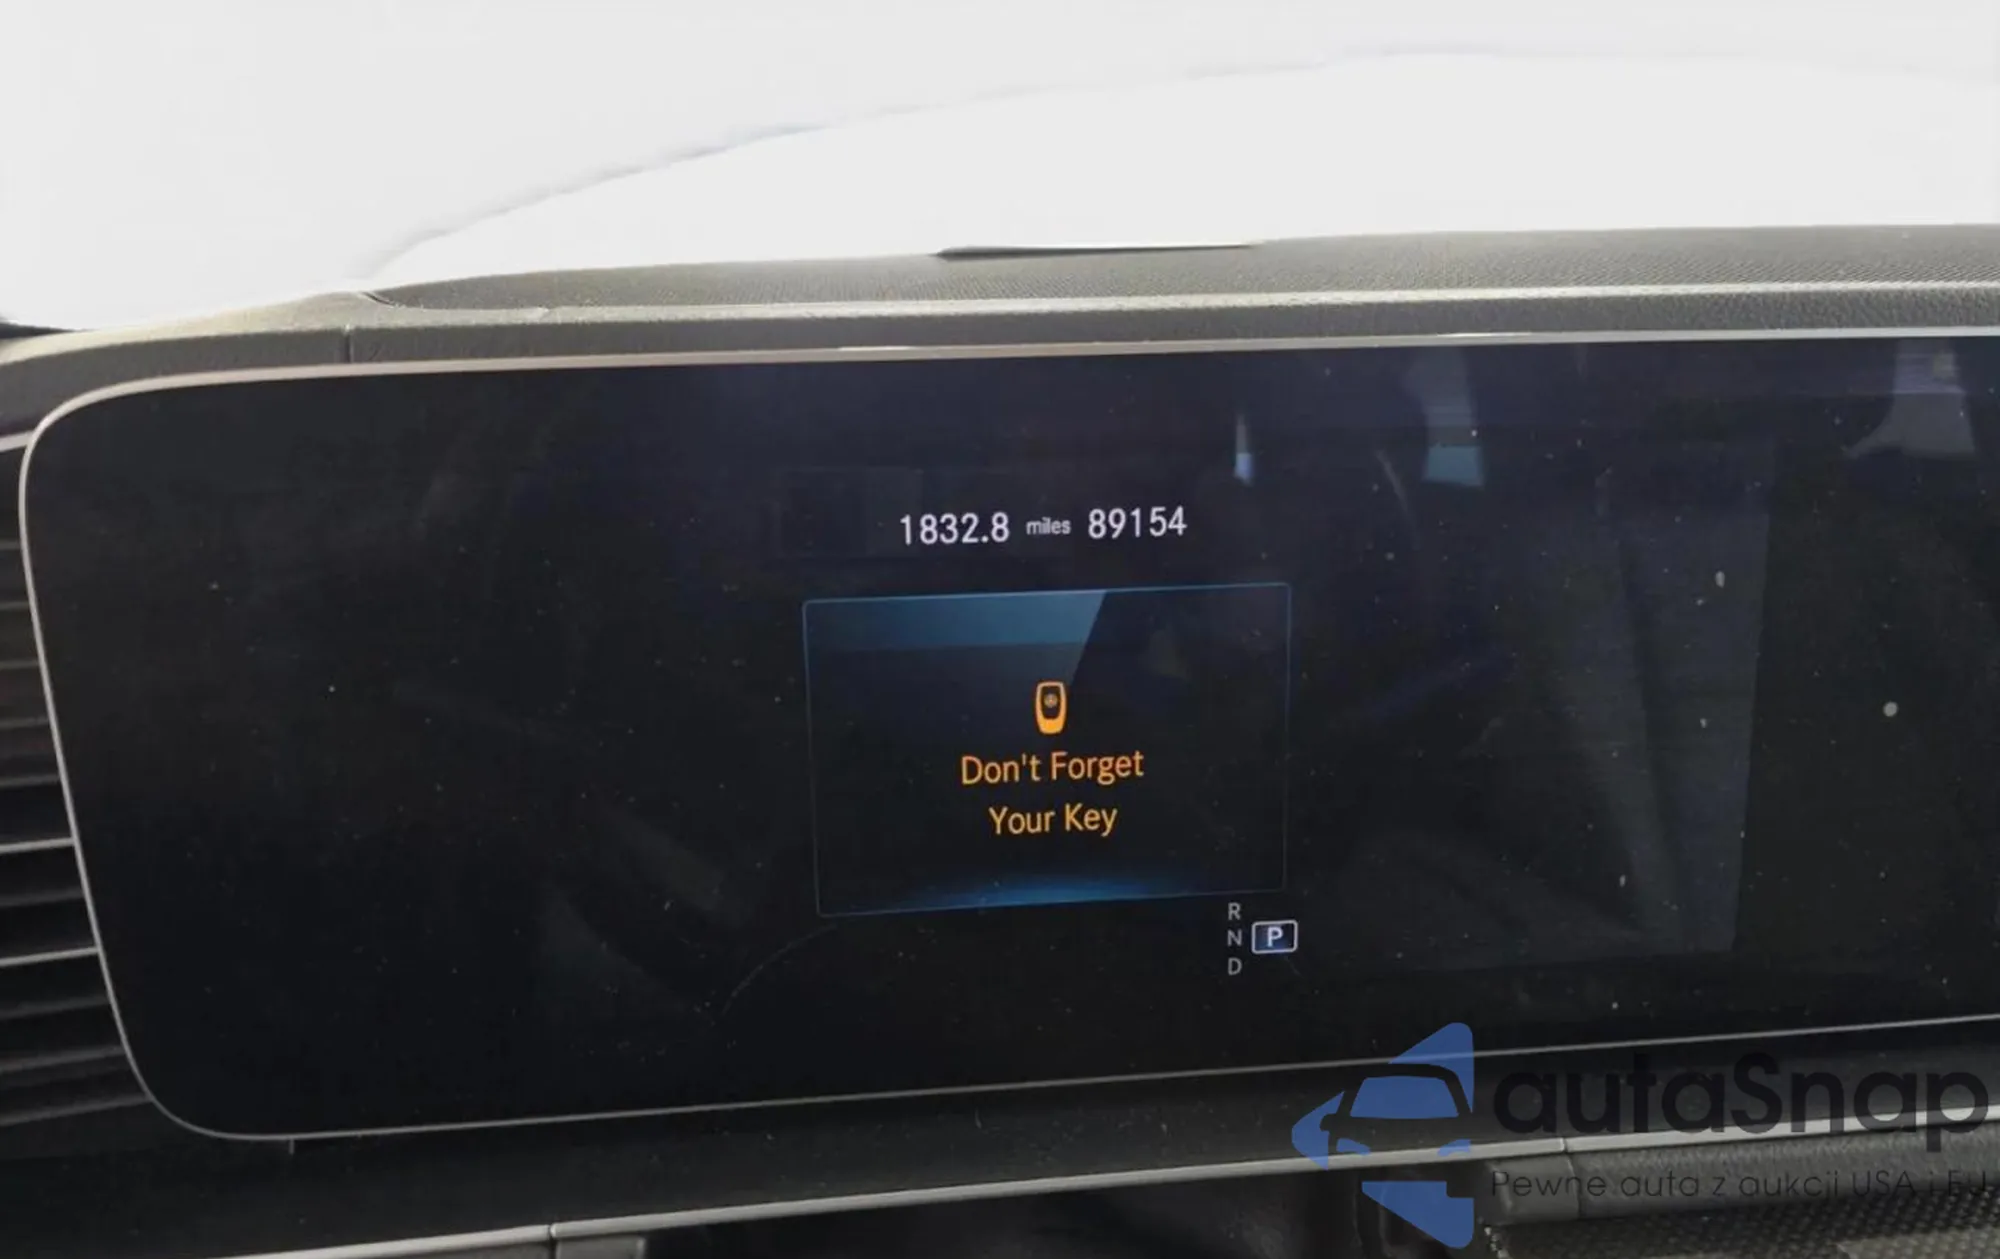 1832.8 miles 89154
Don't Forget
Your Key
R
N P
D
autaSnap
Pewne auta z aukcji USA i EU